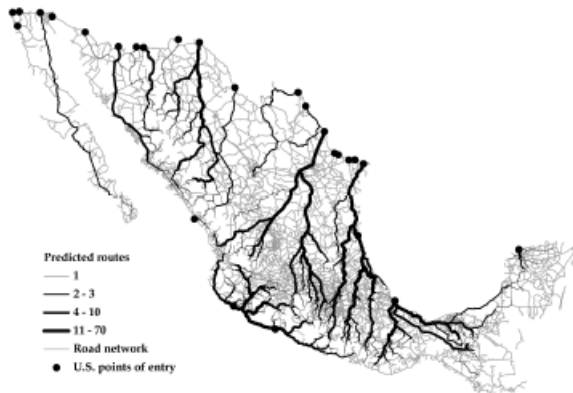 Predicted routes
1
2 - 3
4 - 10
11 - 70
Road network
U.S. points of entry